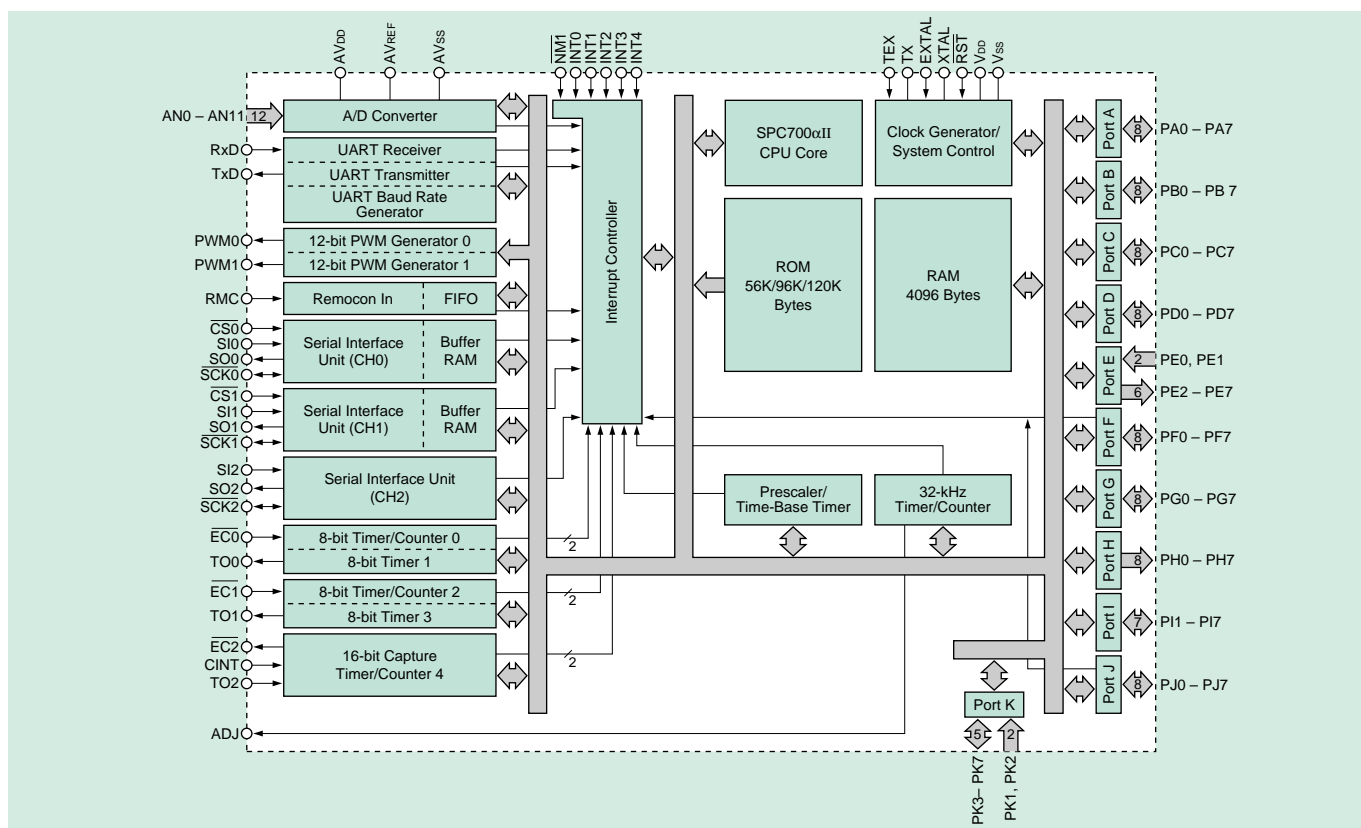 AVDD
AVREF
AVSS
NM1
INT0
INT1
INT2
INT3
INT4
TEX
TX
EXTAL
XTAL
RST
VDD
VSS
AN0 – AN11
12
A/D Converter
RxD
UART Receiver
TxD
UART Transmitter
UART Baud Rate
Generator
PWM0
12-bit PWM Generator 0
PWM1
12-bit PWM Generator 1
RMC
Remocon In
FIFO
CS0
SI0
SO0
SCK0
Serial Interface
Unit (CH0)
Buffer
RAM
CS1
SI1
SO1
SCK1
Serial Interface
Unit (CH1)
Buffer
RAM
SI2
SO2
SCK2
Serial Interface Unit
(CH2)
EC0
8-bit Timer/Counter 0
2
TO0
8-bit Timer 1
EC1
8-bit Timer/Counter 2
2
TO1
8-bit Timer 3
EC2
CINT
TO2
16-bit Capture
Timer/Counter 4
2
ADJ
Interrupt Controller
SPC700αII
CPU Core
Clock Generator/
System Control
ROM
56K/96K/120K
Bytes
RAM
4096 Bytes
Prescaler/
Time-Base Timer
32-kHz
Timer/Counter
Port A
8
PA0 – PA7
Port B
8
PB0 – PB 7
Port C
8
PC0 – PC7
Port D
8
PD0 – PD7
Port E
2
PE0, PE1
6
PE2 – PE7
Port F
8
PF0 – PF7
Port G
8
PG0 – PG7
Port H
8
PH0 – PH7
Port I
7
PI1 – PI7
Port J
8
PJ0 – PJ7
Port K
5
2
PK3– PK7
PK1, PK2